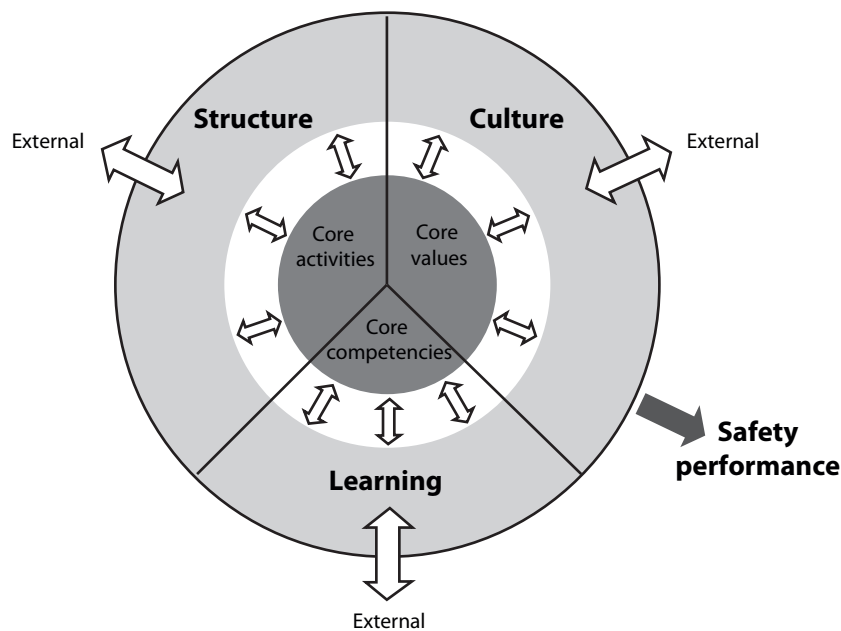 Structure
Culture
External
External
Core
activities
Core
values
Core
competencies
Safety
performance
Learning
External